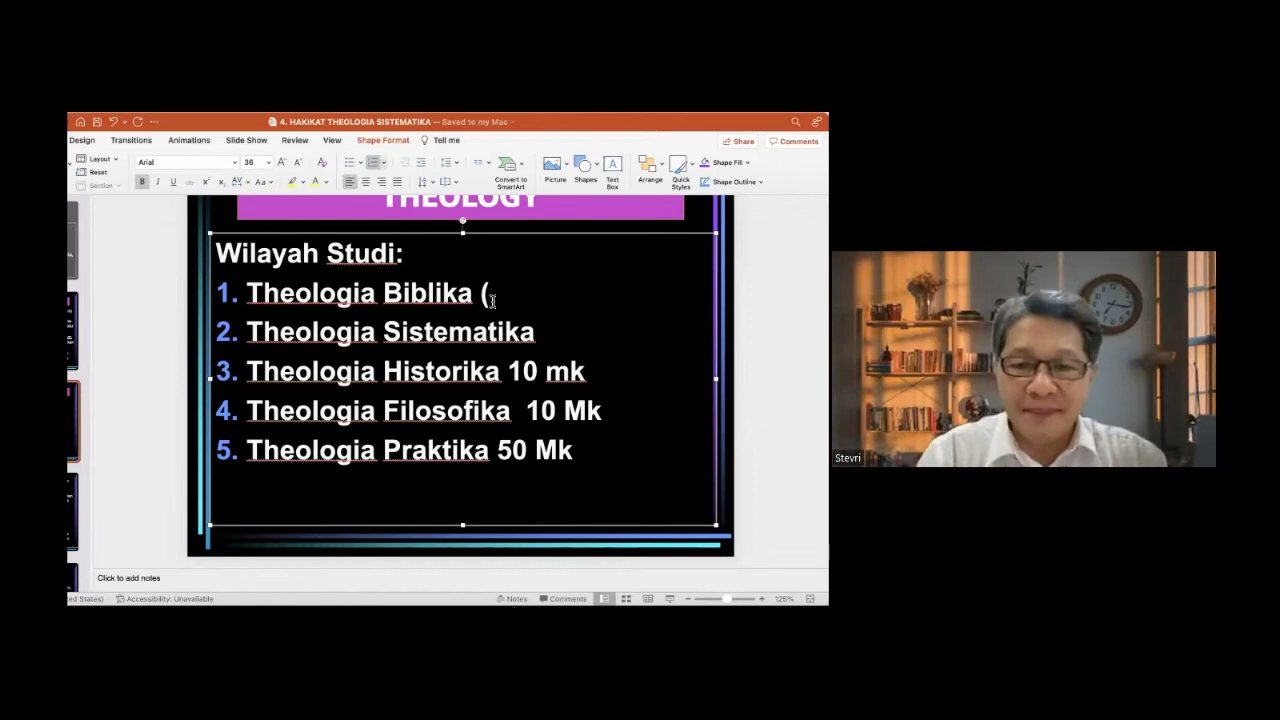 4. HAKIKAT THEOLOGIA SISTEMATIKA — Saved to my Mac
Design Transitions Animations Slide Show Review View Shape Format Tell me Share Comments
Layout Reset Section
Arial 36
Convert to SmartArt Picture Shapes Text Box Arrange Quick Styles Shape Fill Shape Outline
THEOLOGY
Wilayah Studi:
1. Theologia Biblika (
2. Theologia Sistematika
3. Theologia Historika 10 mk
4. Theologia Filosofika 10 Mk
5. Theologia Praktika 50 Mk
Stevri
Click to add notes
ed States) Accessibility: Unavailable Notes Comments 125%